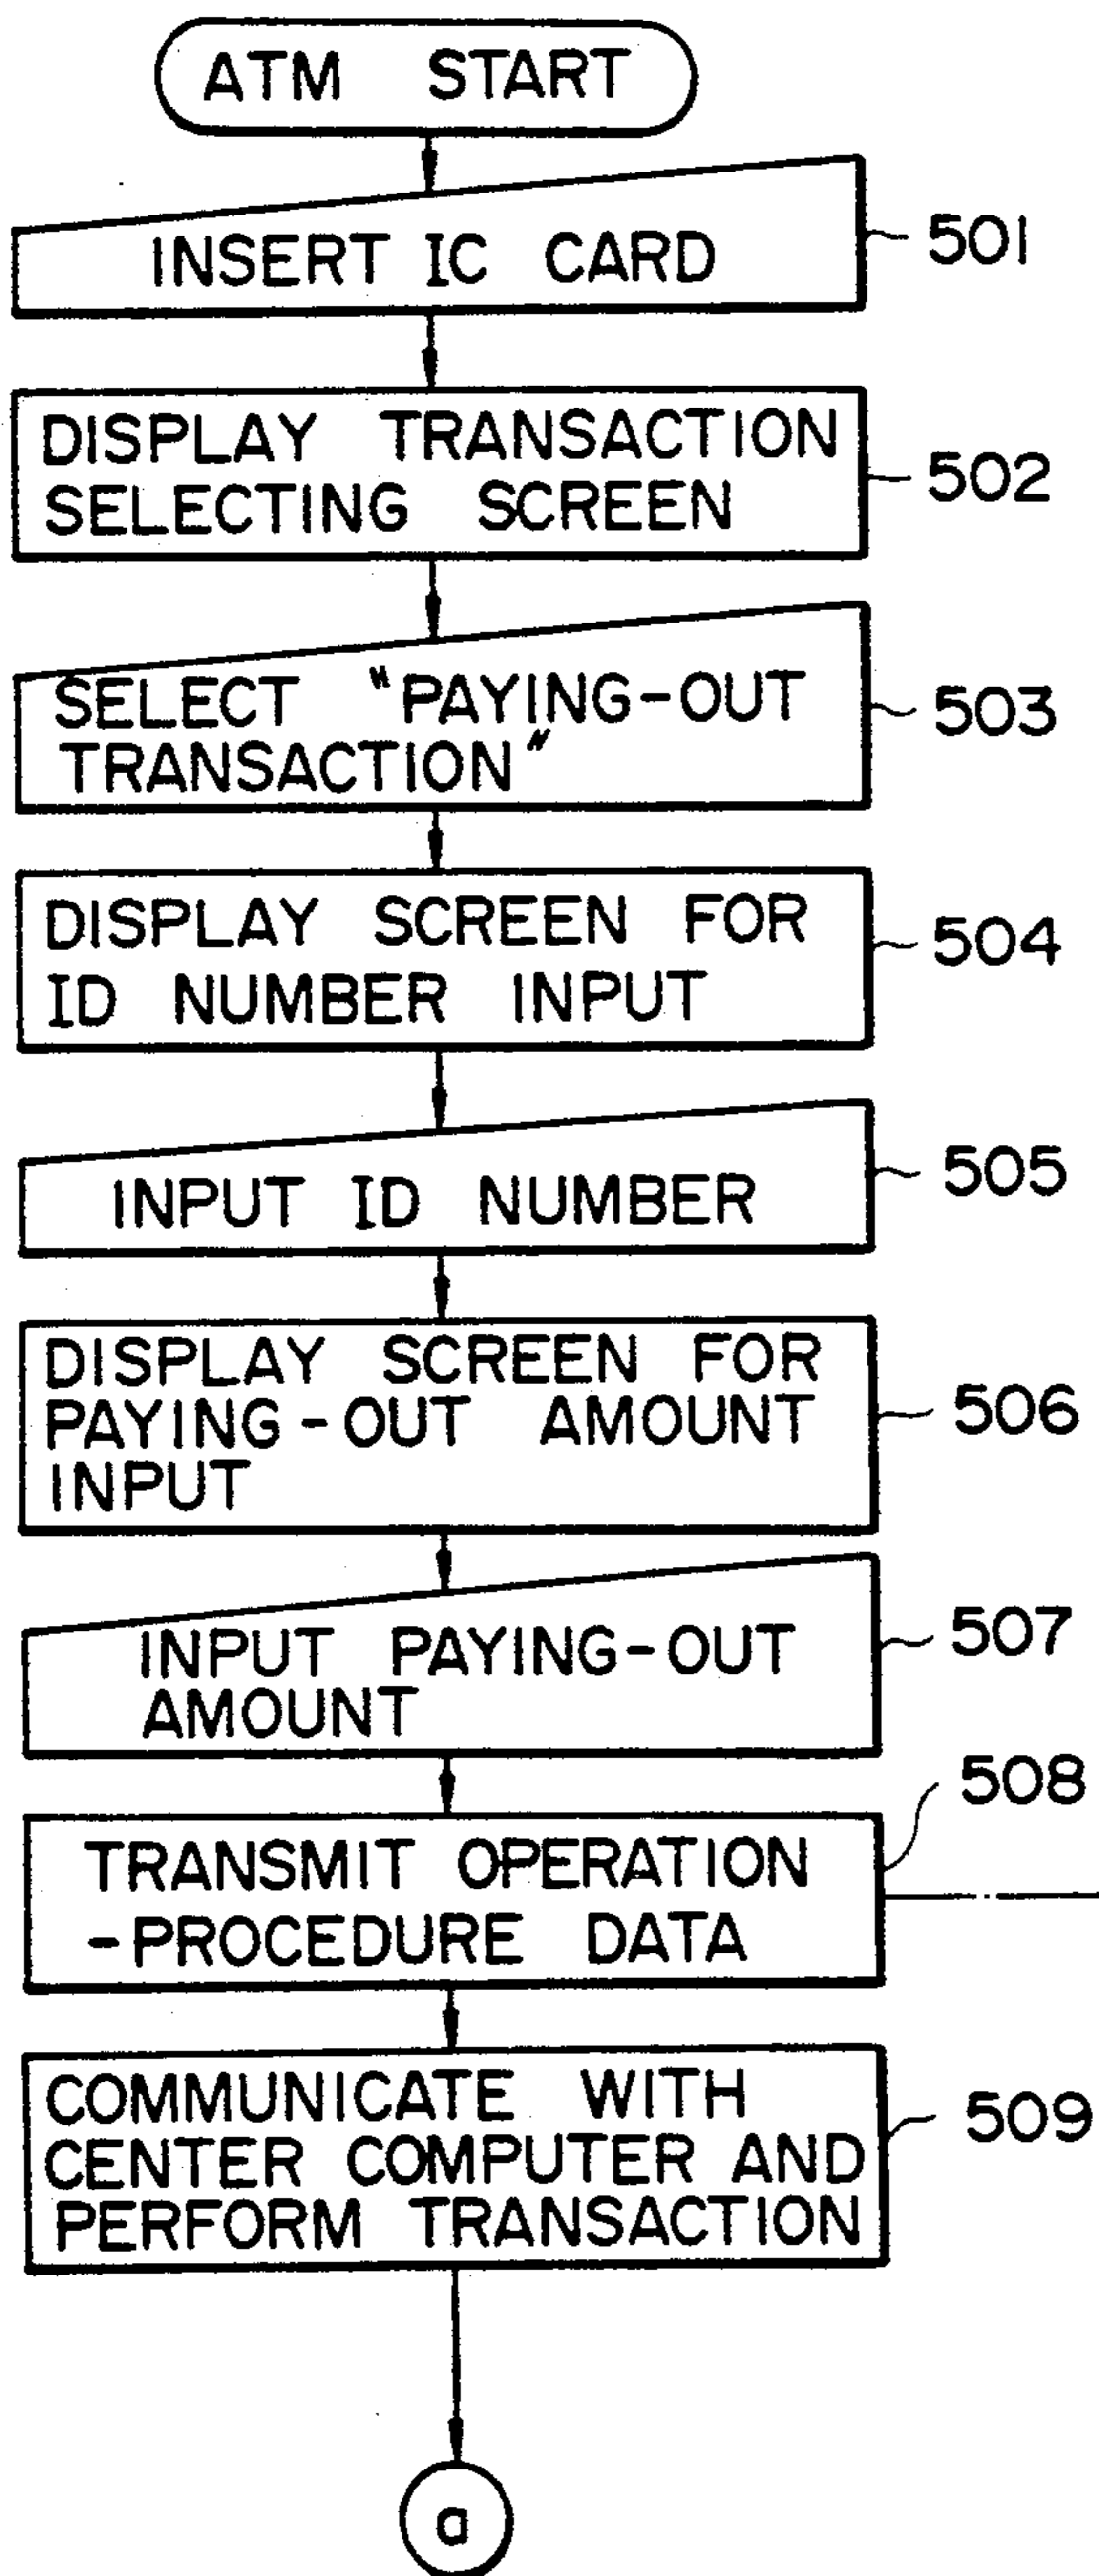 ATM START
INSERT IC CARD
501
DISPLAY TRANSACTION
SELECTING SCREEN
502
SELECT "PAYING-OUT
TRANSACTION"
503
DISPLAY SCREEN FOR
ID NUMBER INPUT
504
INPUT ID NUMBER
505
DISPLAY SCREEN FOR
PAYING-OUT AMOUNT
INPUT
506
INPUT PAYING-OUT
AMOUNT
507
TRANSMIT OPERATION
-PROCEDURE DATA
508
COMMUNICATE WITH
CENTER COMPUTER AND
PERFORM TRANSACTION
509
a